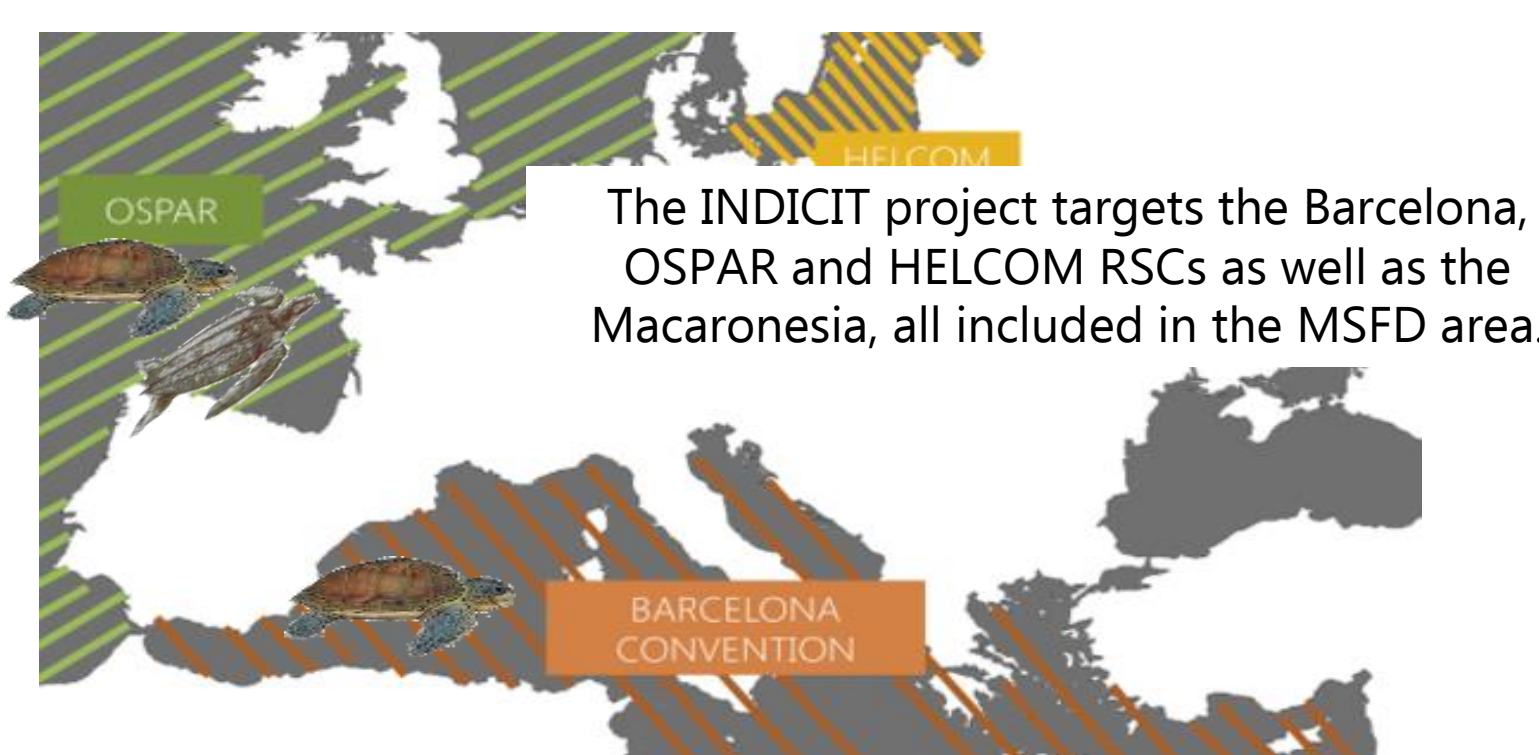 HELCOM
OSPAR
The INDICIT project targets the Barcelona,
OSPAR and HELCOM RSCs as well as the
Macaronesia, all included in the MSFD area.
BARCELONA
CONVENTION